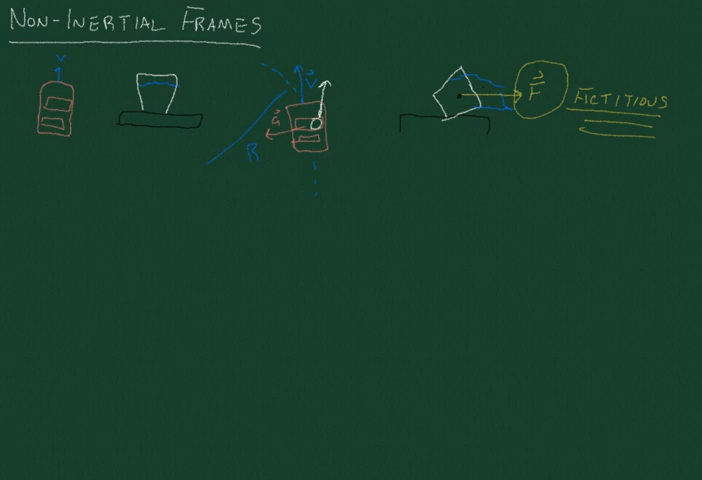 NON-INERTIAL FRAMES
V
V
a
R
F
FICTITIOUS